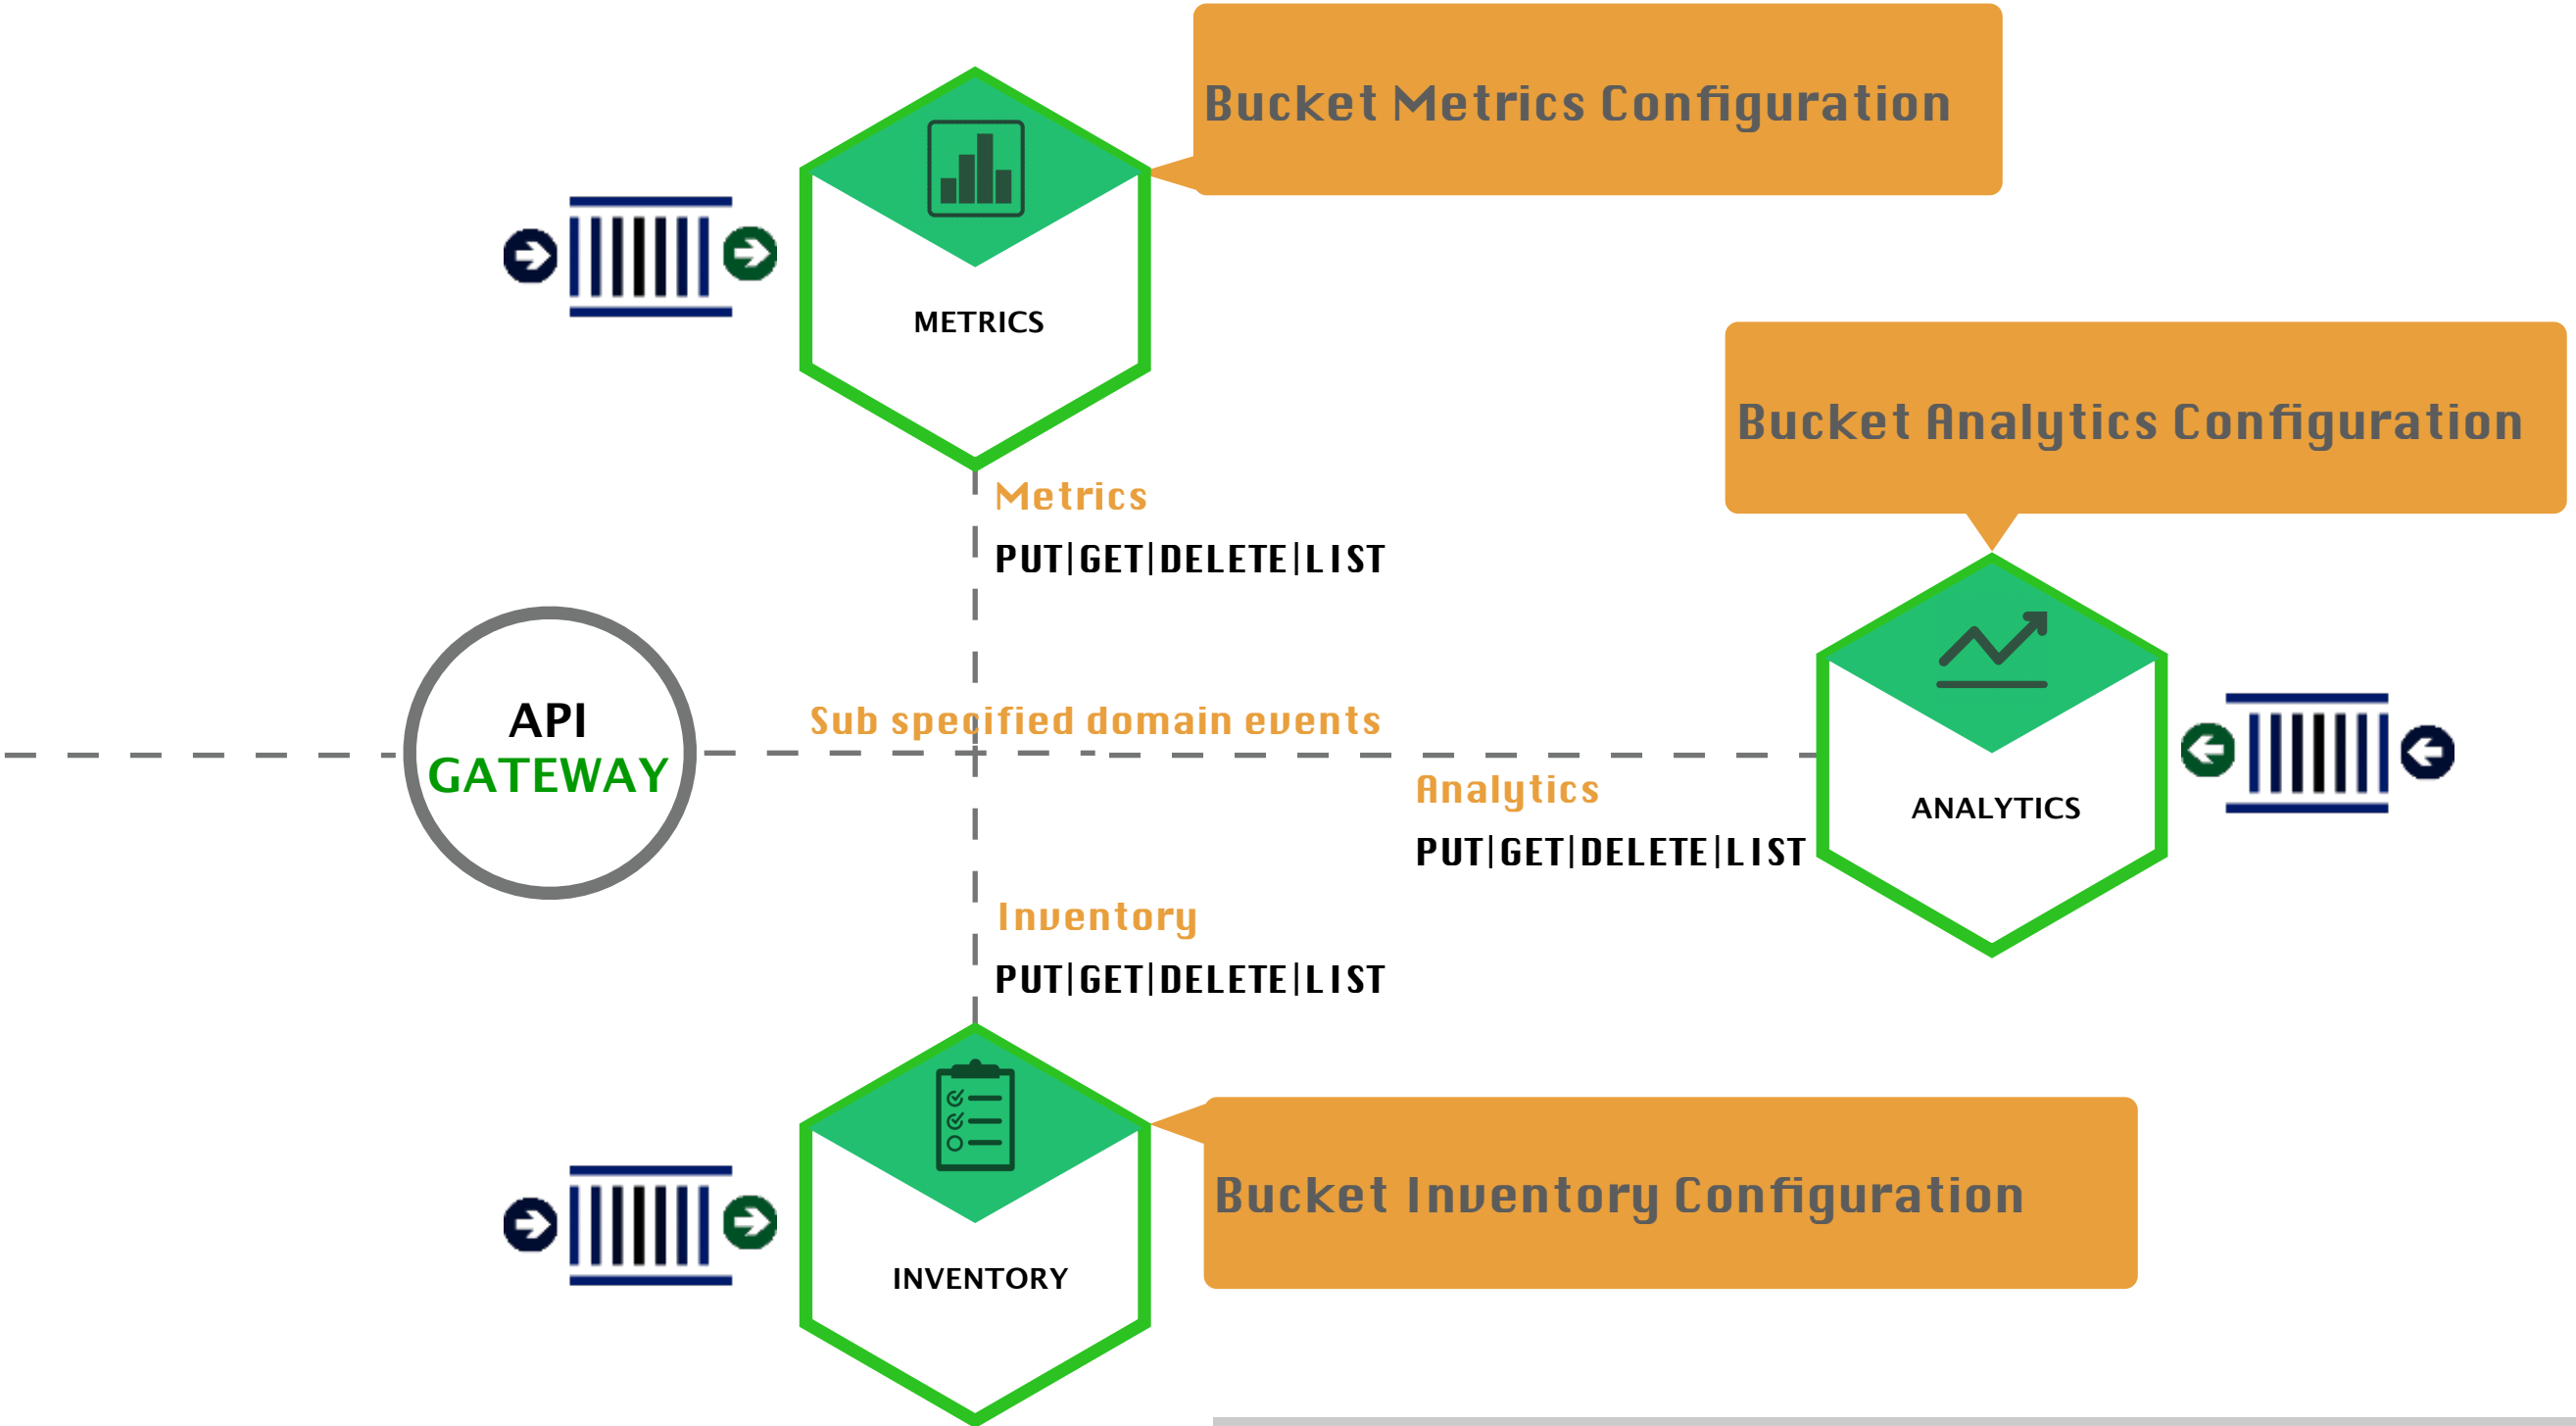 Bucket Metrics Configuration
METRICS
Bucket Analytics Configuration
Metrics
PUT|GET|DELETE|LIST
API
GATEWAY
Sub specified domain events
Analytics
PUT|GET|DELETE|LIST
ANALYTICS
Inventory
PUT|GET|DELETE|LIST
Bucket Inventory Configuration
INVENTORY